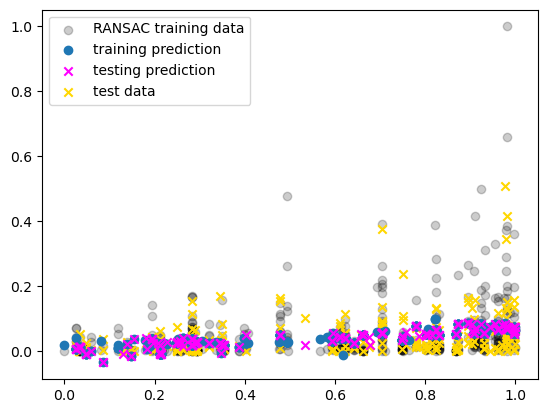 RANSAC training data
training prediction
testing prediction
test data
1.0
0.8
0.6
0.4
0.2
0.0
0.0 0.2 0.4 0.6 0.8 1.0